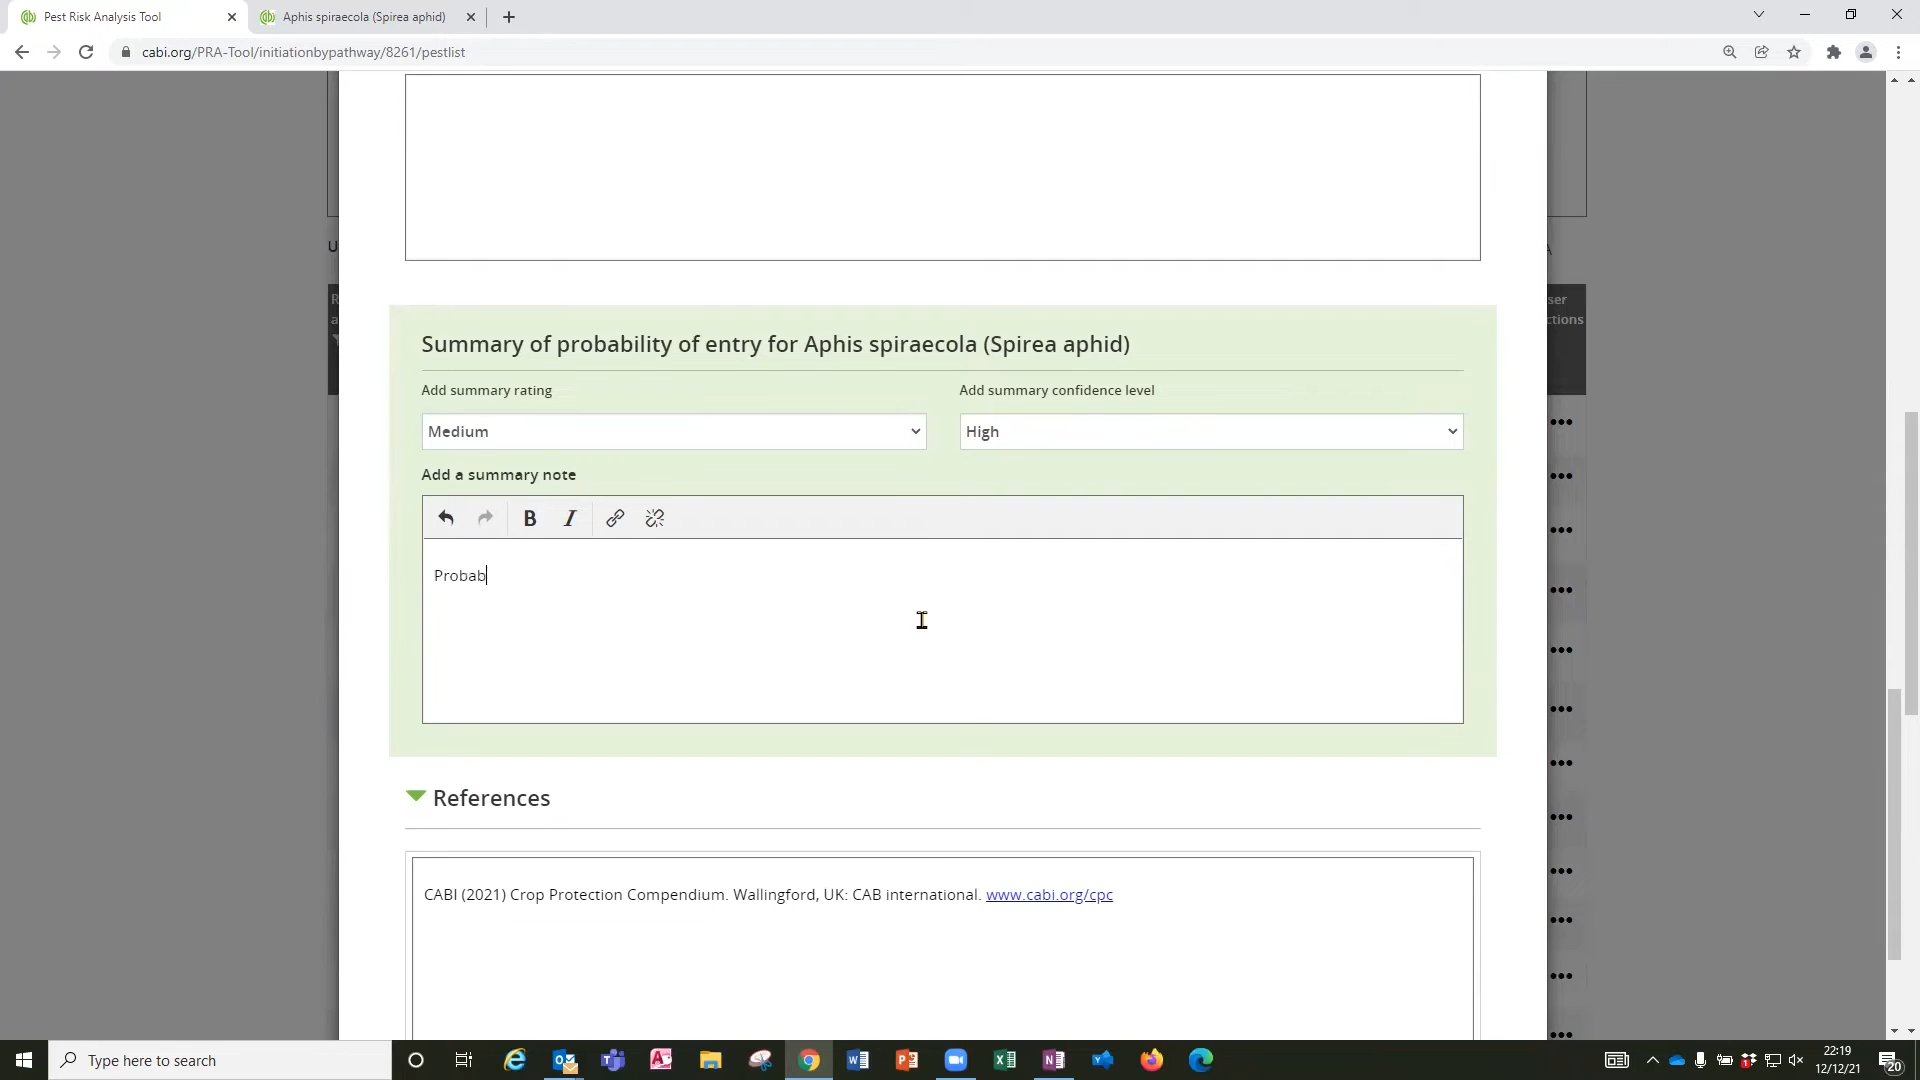 Pest Risk Analysis Tool
Aphis spiraecola (Spirea aphid)
cabi.org/PRA-Tool/initiationbypathway/8261/pestlist
U
A
R
a
ser
ctions
Summary of probability of entry for Aphis spiraecola (Spirea aphid)
Add summary rating
Add summary confidence level
Medium
High
Add a summary note
B I
Probab
References
CABI (2021) Crop Protection Compendium. Wallingford, UK: CAB international. www.cabi.org/cpc
Type here to search
22:19
12/12/21
20